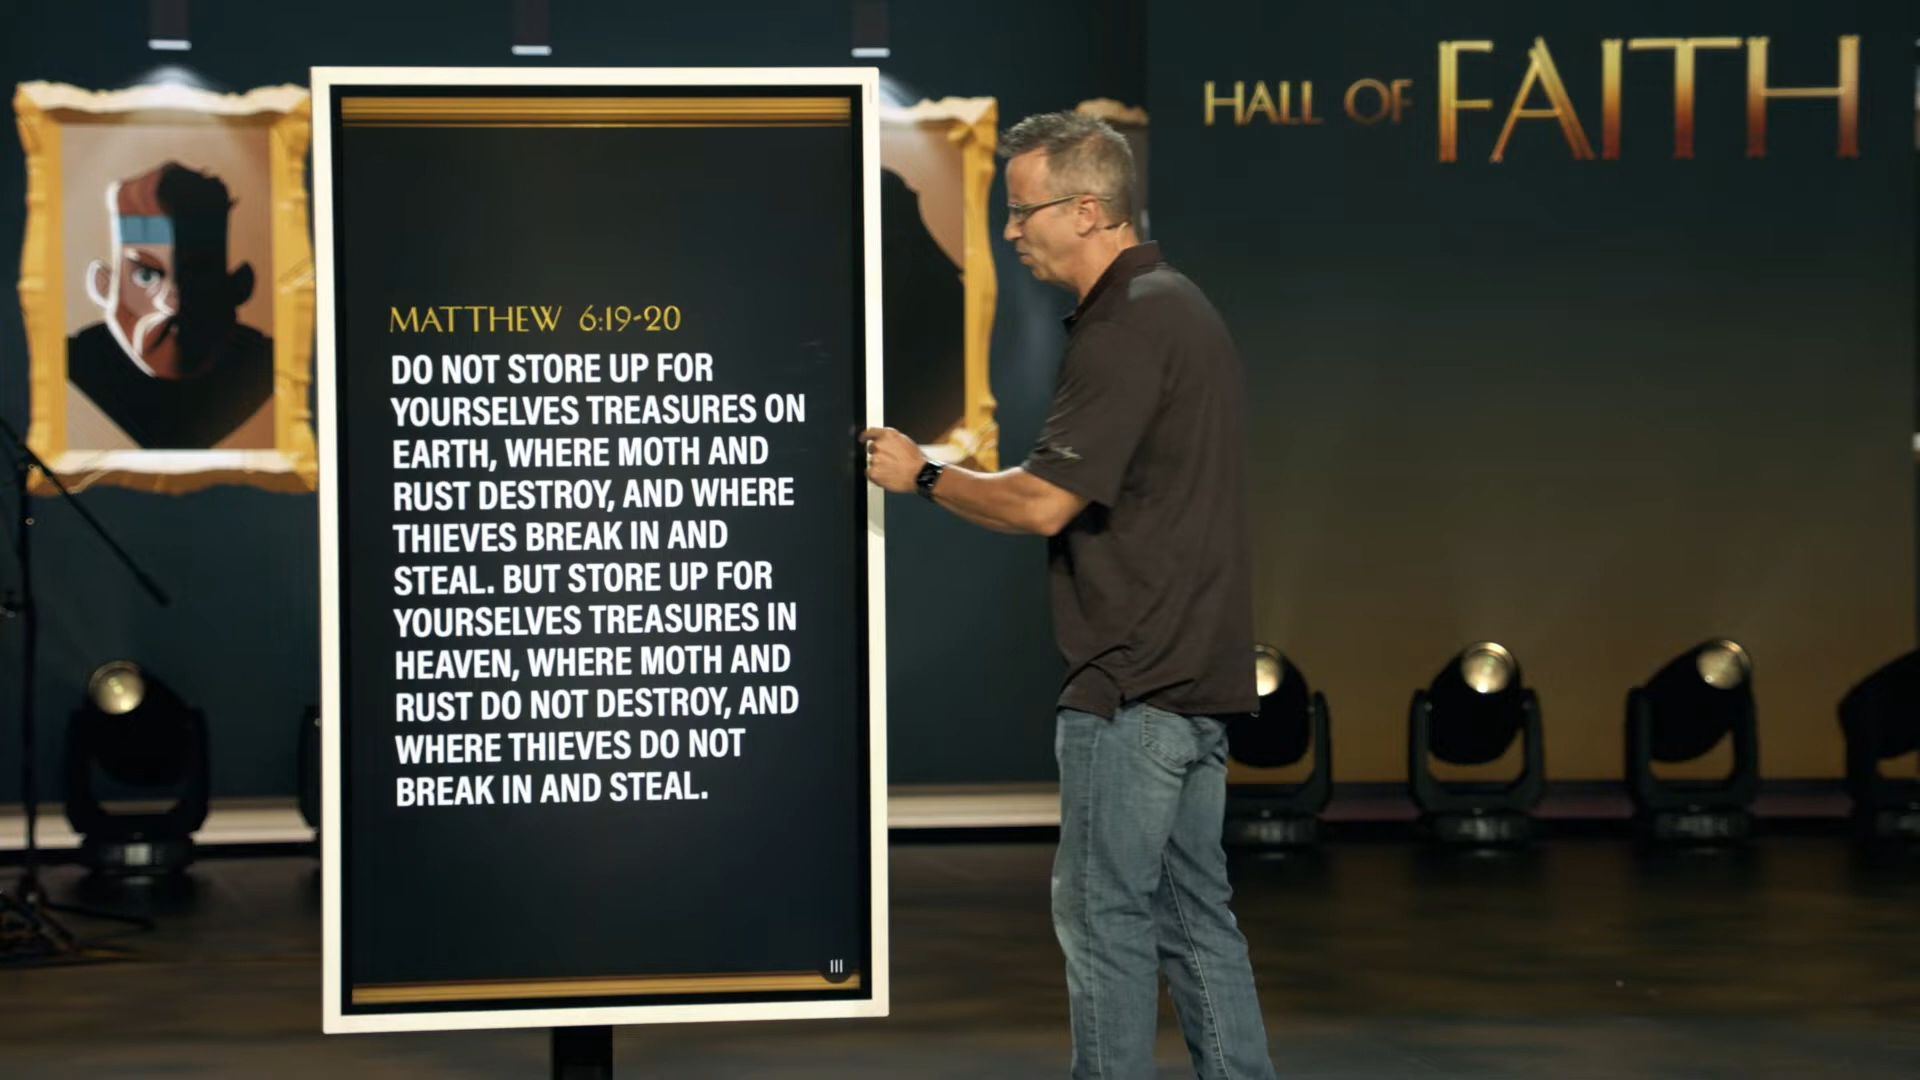 HALL OF FAITH
MATTHEW 6:19-20
DO NOT STORE UP FOR
YOURSELVES TREASURES ON
EARTH, WHERE MOTH AND
RUST DESTROY, AND WHERE
THIEVES BREAK IN AND
STEAL. BUT STORE UP FOR
YOURSELVES TREASURES IN
HEAVEN, WHERE MOTH AND
RUST DO NOT DESTROY, AND
WHERE THIEVES DO NOT
BREAK IN AND STEAL.